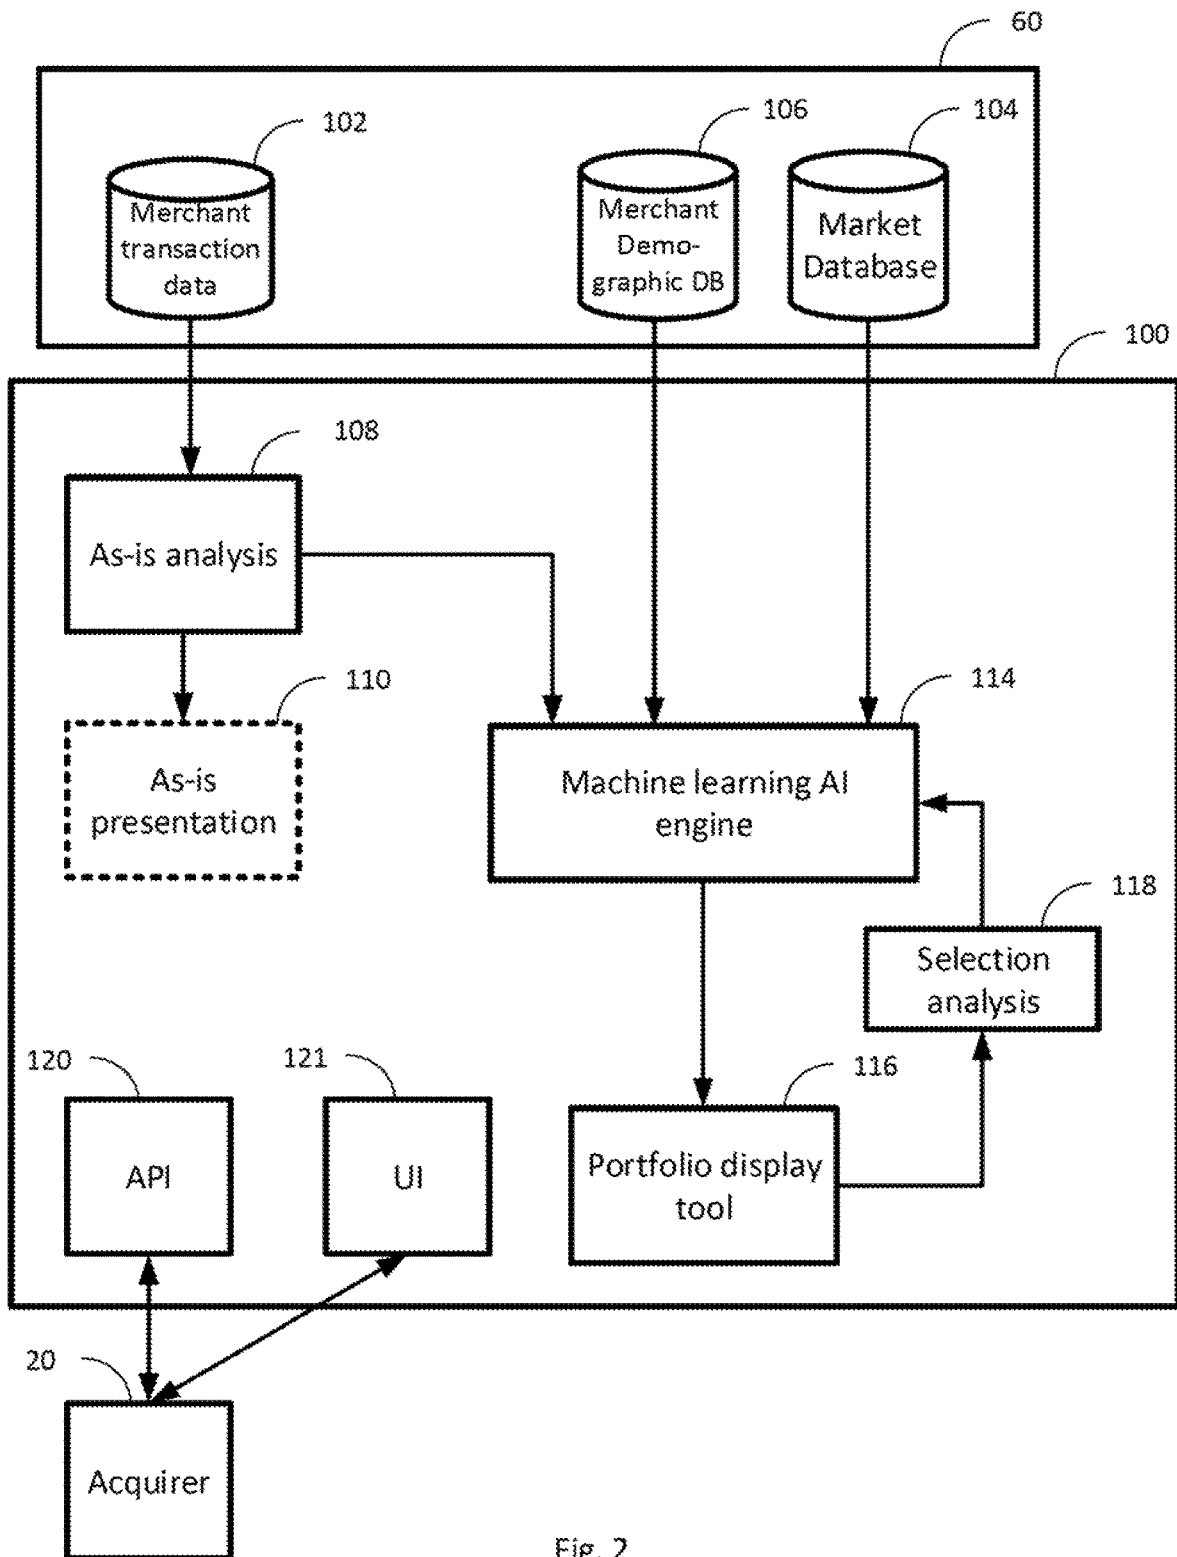 60
102
106
104
Merchant
transaction
data
Merchant
Demo-
graphic DB
Market
Database
100
108
As-is analysis
110
114
As-is
presentation
Machine learning AI
engine
118
Selection
analysis
120
121
116
API
UI
Portfolio display
tool
20
Acquirer
Fig. 2